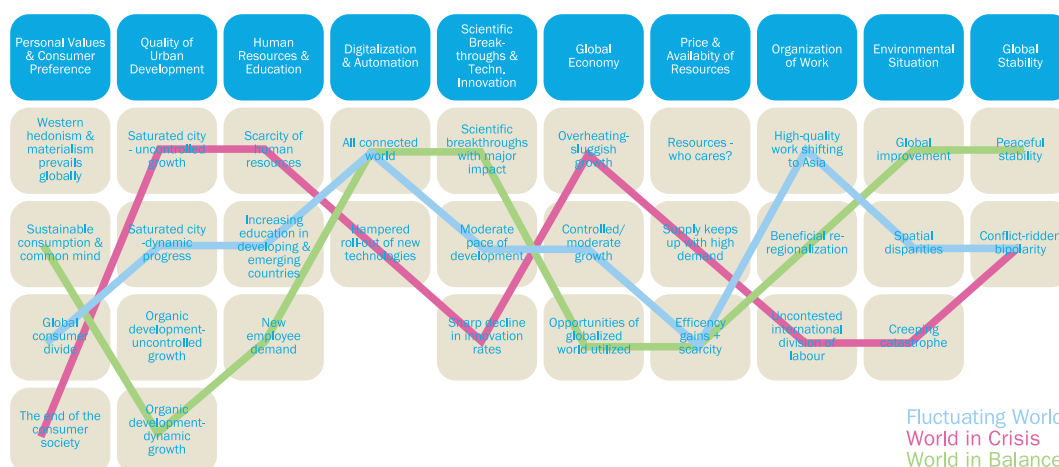 Personal Values
& Consumer
Preference
Quality of
Urban
Development
Human
Resources &
Education
Digitalization
& Automation
Scientific
Break-
throughs &
Techn.
Innovation
Global
Economy
Price &
Availabity of
Resources
Organization
of Work
Environmental
Situation
Global
Stability
Western
hedonism &
materialism
prevails
globally
Saturated city
- uncontrolled
growth
Scarcity of
human
resources
All connected
world
Scientific
breakthroughs
with major
impact
Overheating-
sluggish
growth
Resources -
who cares?
High-quality
work shifting
to Asia
Global
improvement
Peaceful
stability
Sustainable
consumption &
common mind
Saturated city
-dynamic
progress
Increasing
education in
developing &
emerging
countries
Hampered
roll-out of new
technologies
Moderate
pace of
development
Controlled/
moderate
growth
Supply keeps
up with high
demand
Beneficial re-
regionalization
Spatial
disparities
Conflict-ridden
bipolarity
Global
consumer
divide
Organic
development-
uncontrolled
growth
New
employee
demand
Sharp decline
in innovation
rates
Opportunities of
globalized
world utilized
Efficency
gains +
scarcity
Uncontested
international
division of
labour
Creeping
catastrophe
The end of the
consumer
society
Organic
development-
dynamic
growth
Fluctuating World
World in Crisis
World in Balance